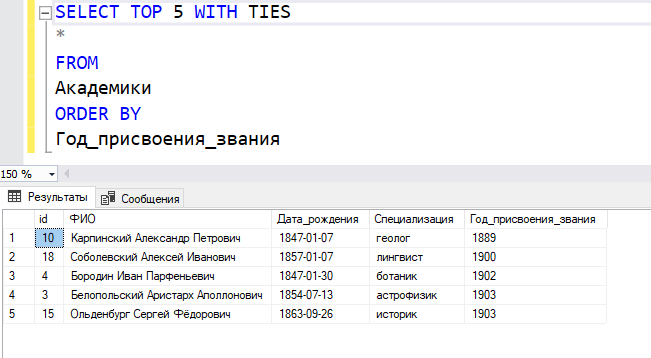 SELECT TOP 5 WITH TIES
*
FROM
Академики
ORDER BY
Год_присвоения_звания
150 %
Результаты Сообщения
id ФИО Дата_рождения Специализация Год_присвоения_звания
1 10 Карпинский Александр Петрович 1847-01-07 геолог 1889
2 18 Соболевский Алексей Иванович 1857-01-07 лингвист 1900
3 4 Бородин Иван Парфеньевич 1847-01-30 ботаник 1902
4 3 Белопольский Аристарх Аполлонович 1854-07-13 астрофизик 1903
5 15 Ольденбург Сергей Фёдорович 1863-09-26 историк 1903